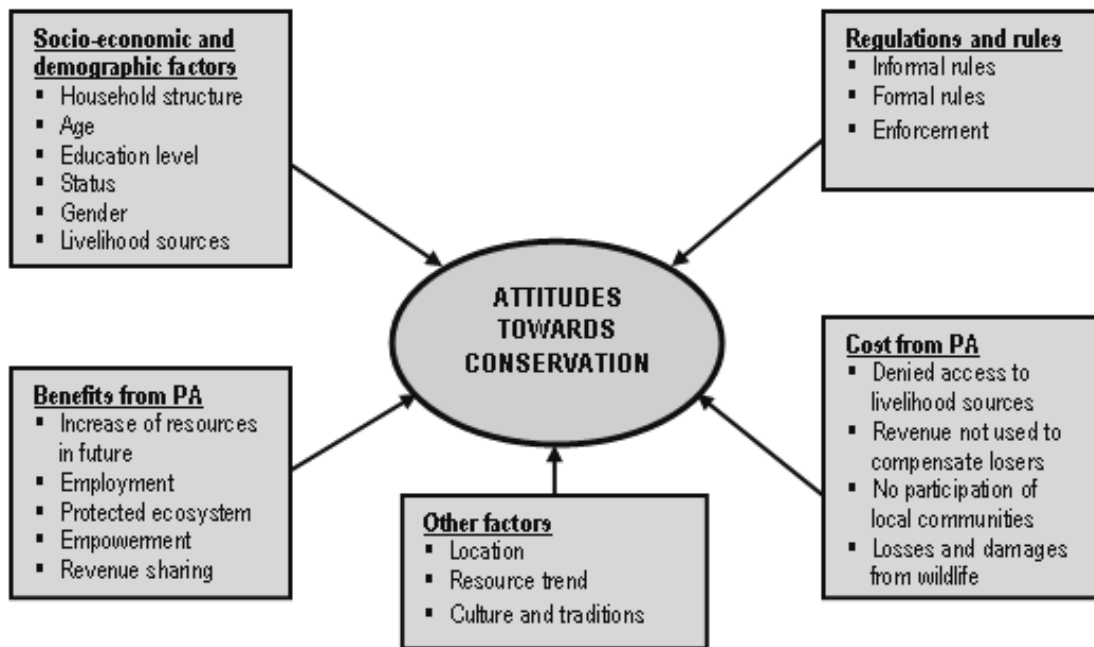 Socio-economic and
demographic factors
▪ Household structure
▪ Age
▪ Education level
▪ Status
▪ Gender
▪ Livelihood sources
Regulations and rules
▪ Informal rules
▪ Formal rules
▪ Enforcement
ATTITUDES
TOWARDS
CONSERVATION
Benefits from PA
▪ Increase of resources
in future
▪ Employment
▪ Protected ecosystem
▪ Empowerment
▪ Revenue sharing
Other factors
▪ Location
▪ Resource trend
▪ Culture and traditions
Cost from PA
▪ Denied access to
livelihood sources
▪ Revenue not used to
compensate losers
▪ No participation of
local communities
▪ Losses and damages
from wildlife